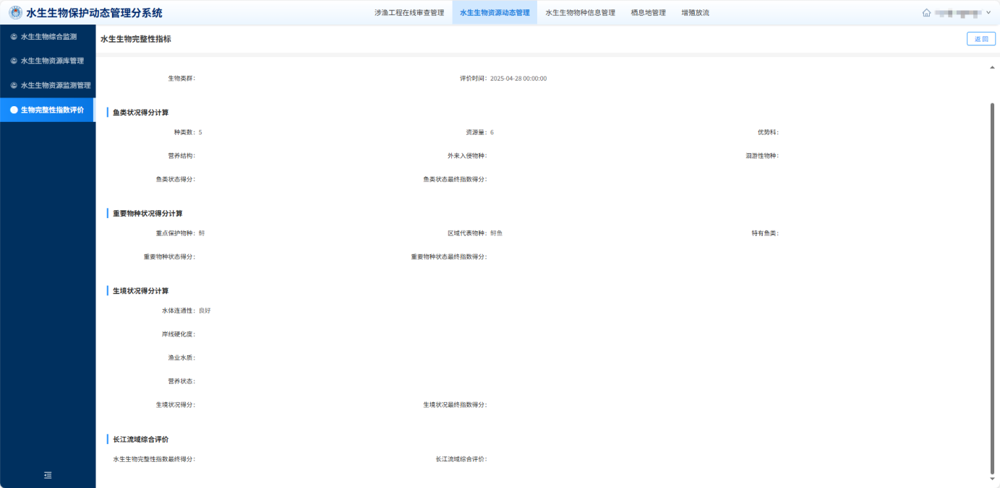 水生生物保护动态管理分系统
涉渔工程在线审查管理 水生生物资源动态管理 水生生物物种信息管理 栖息地管理 增殖放流
水生生物综合监测
水生生物资源库管理
水生生物资源监测管理
生物完整性指数评价
水生生物完整性指标 返回
生物类群： 评价时间：2025-04-28 00:00:00
鱼类状况得分计算
种类数：5 资源量：6 优势科：
营养结构： 外来入侵物种： 洄游性物种：
鱼类状态得分： 鱼类状态最终指数得分：
重要物种状况得分计算
重点保护物种：鲟 区域代表物种：鲟鱼 特有鱼类：
重要物种状态得分： 重要物种状态最终指数得分：
生境状况得分计算
水体连通性：良好
岸线硬化度：
渔业水质：
营养状态：
生境状况得分： 生境状况最终指数得分：
长江流域综合评价
水生生物完整性指数最终得分： 长江流域综合评价：